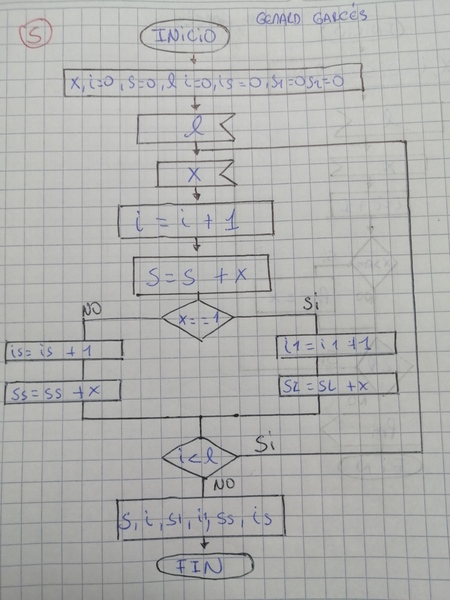 5
GERARD GARCÉS
INiCiO
x, i=0, s=0, l i=0, is=0, s1=0 s2=0
l
x
i = i + 1
s = s + x
NO
Si
x==1
is= is + 1
i1 = i1 + 1
ss = ss + x
SL = SL + x
i<l
Si
NO
S, i, s1, i1, ss, is
FIN